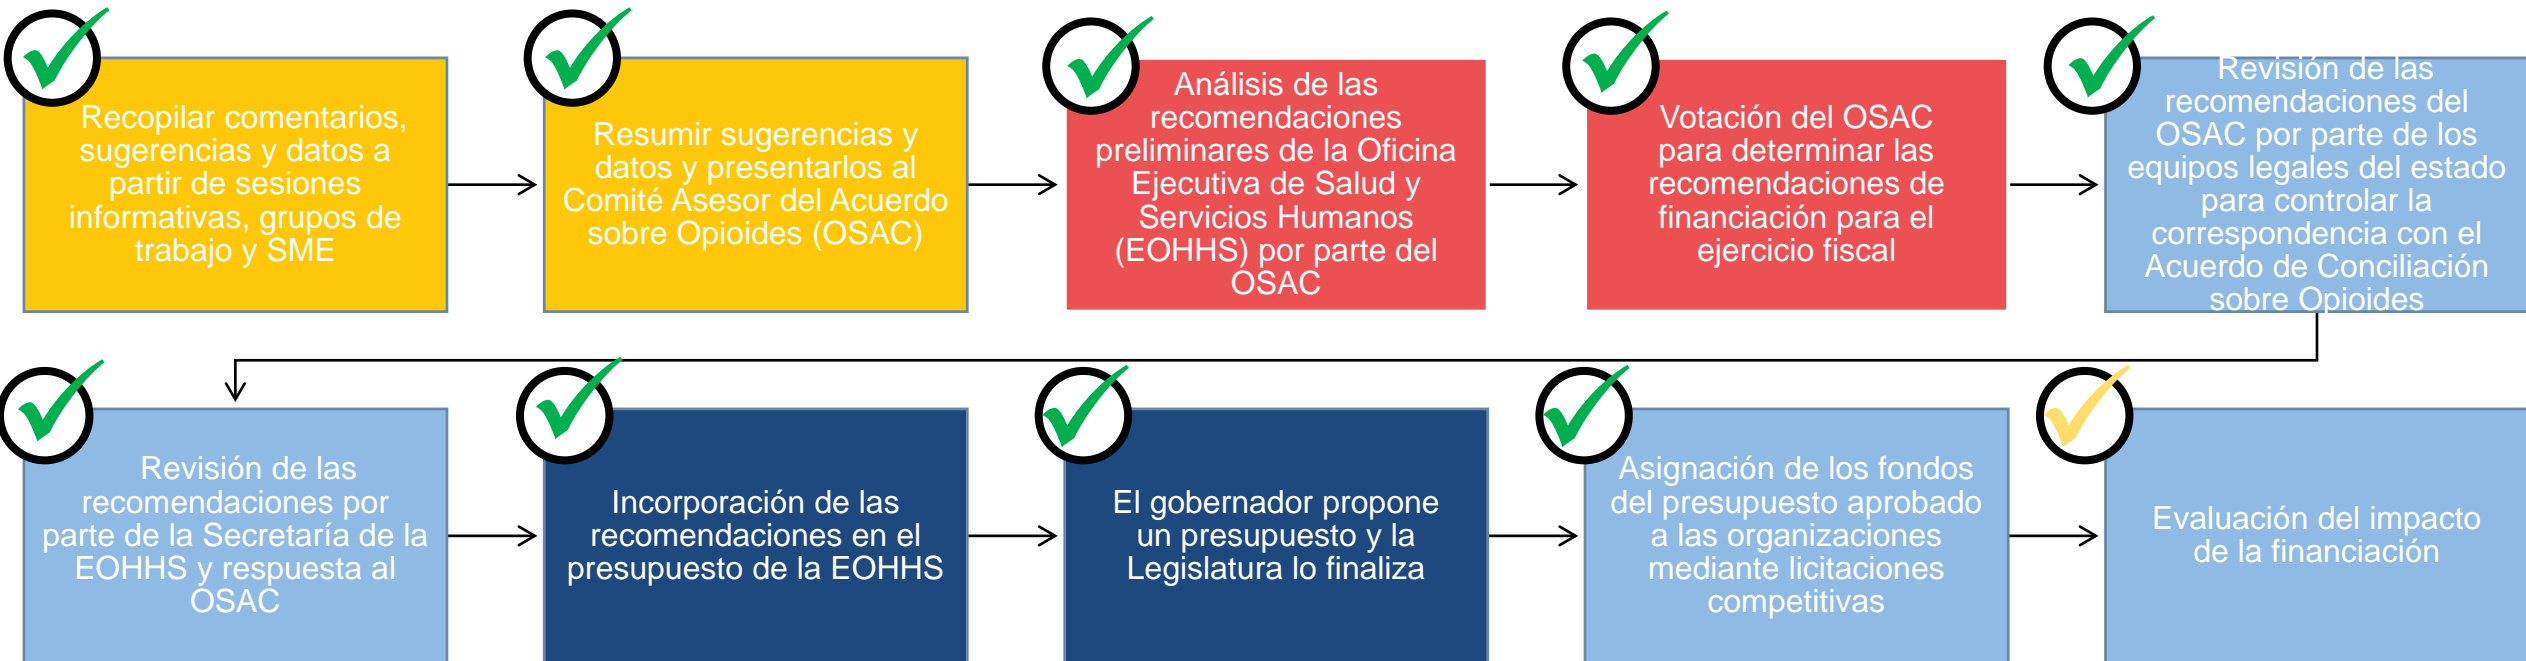 Recopilar comentarios,
sugerencias y datos a
partir de sesiones
informativas, grupos de
trabajo y SME
Resumir sugerencias y
datos y presentarlos al
Comité Asesor del Acuerdo
sobre Opioides (OSAC)
Análisis de las
recomendaciones
preliminares de la Oficina
Ejecutiva de Salud y
Servicios Humanos
(EOHHS) por parte del
OSAC
Votación del OSAC
para determinar las
recomendaciones de
financiación para el
ejercicio fiscal
Revisión de las
recomendaciones del
OSAC por parte de los
equipos legales del estado
para controlar la
correspondencia con el
Acuerdo de Conciliación
sobre Opioides
Revisión de las
recomendaciones por
parte de la Secretaría de la
EOHHS y respuesta al
OSAC
Incorporación de las
recomendaciones en el
presupuesto de la EOHHS
El gobernador propone
un presupuesto y la
Legislatura lo finaliza
Asignación de los fondos
del presupuesto aprobado
a las organizaciones
mediante licitaciones
competitivas
Evaluación del impacto
de la financiación